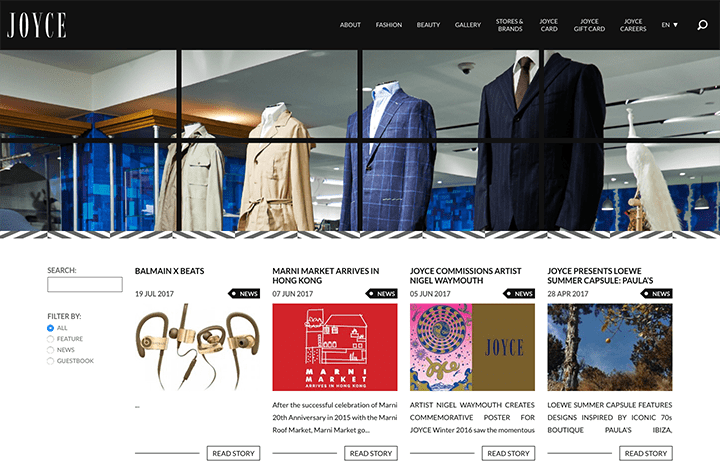 JOYCE
ABOUT
FASHION
BEAUTY
GALLERY
STORES &
BRANDS
JOYCE
CARD
JOYCE
GIFT CARD
JOYCE
CAREERS
EN ▼
SEARCH:
FILTER BY:
ALL
FEATURE
NEWS
GUESTBOOK
BALMAIN X BEATS
19 JUL 2017
NEWS
...
READ STORY
MARNI MARKET ARRIVES IN
HONG KONG
07 JUN 2017
NEWS
MARNI
MARKET
ARRIVES IN HONG KONG
After the successful celebration of Marni
20th Anniversary in 2015 with the Marni
Roof Market, Marni Market go...
READ STORY
JOYCE COMMISSIONS ARTIST
NIGEL WAYMOUTH
05 JUN 2017
NEWS
joyce
JOYCE
ARTIST NIGEL WAYMOUTH CREATES
COMMEMORATIVE POSTER FOR
JOYCE Winter 2016 saw the momentous
READ STORY
JOYCE PRESENTS LOEWE
SUMMER CAPSULE: PAULA'S
28 APR 2017
NEWS
LOEWE SUMMER CAPSULE FEATURES
DESIGNS INSPIRED BY ICONIC 70s
BOUTIQUE PAULA'S IBIZA,
READ STORY